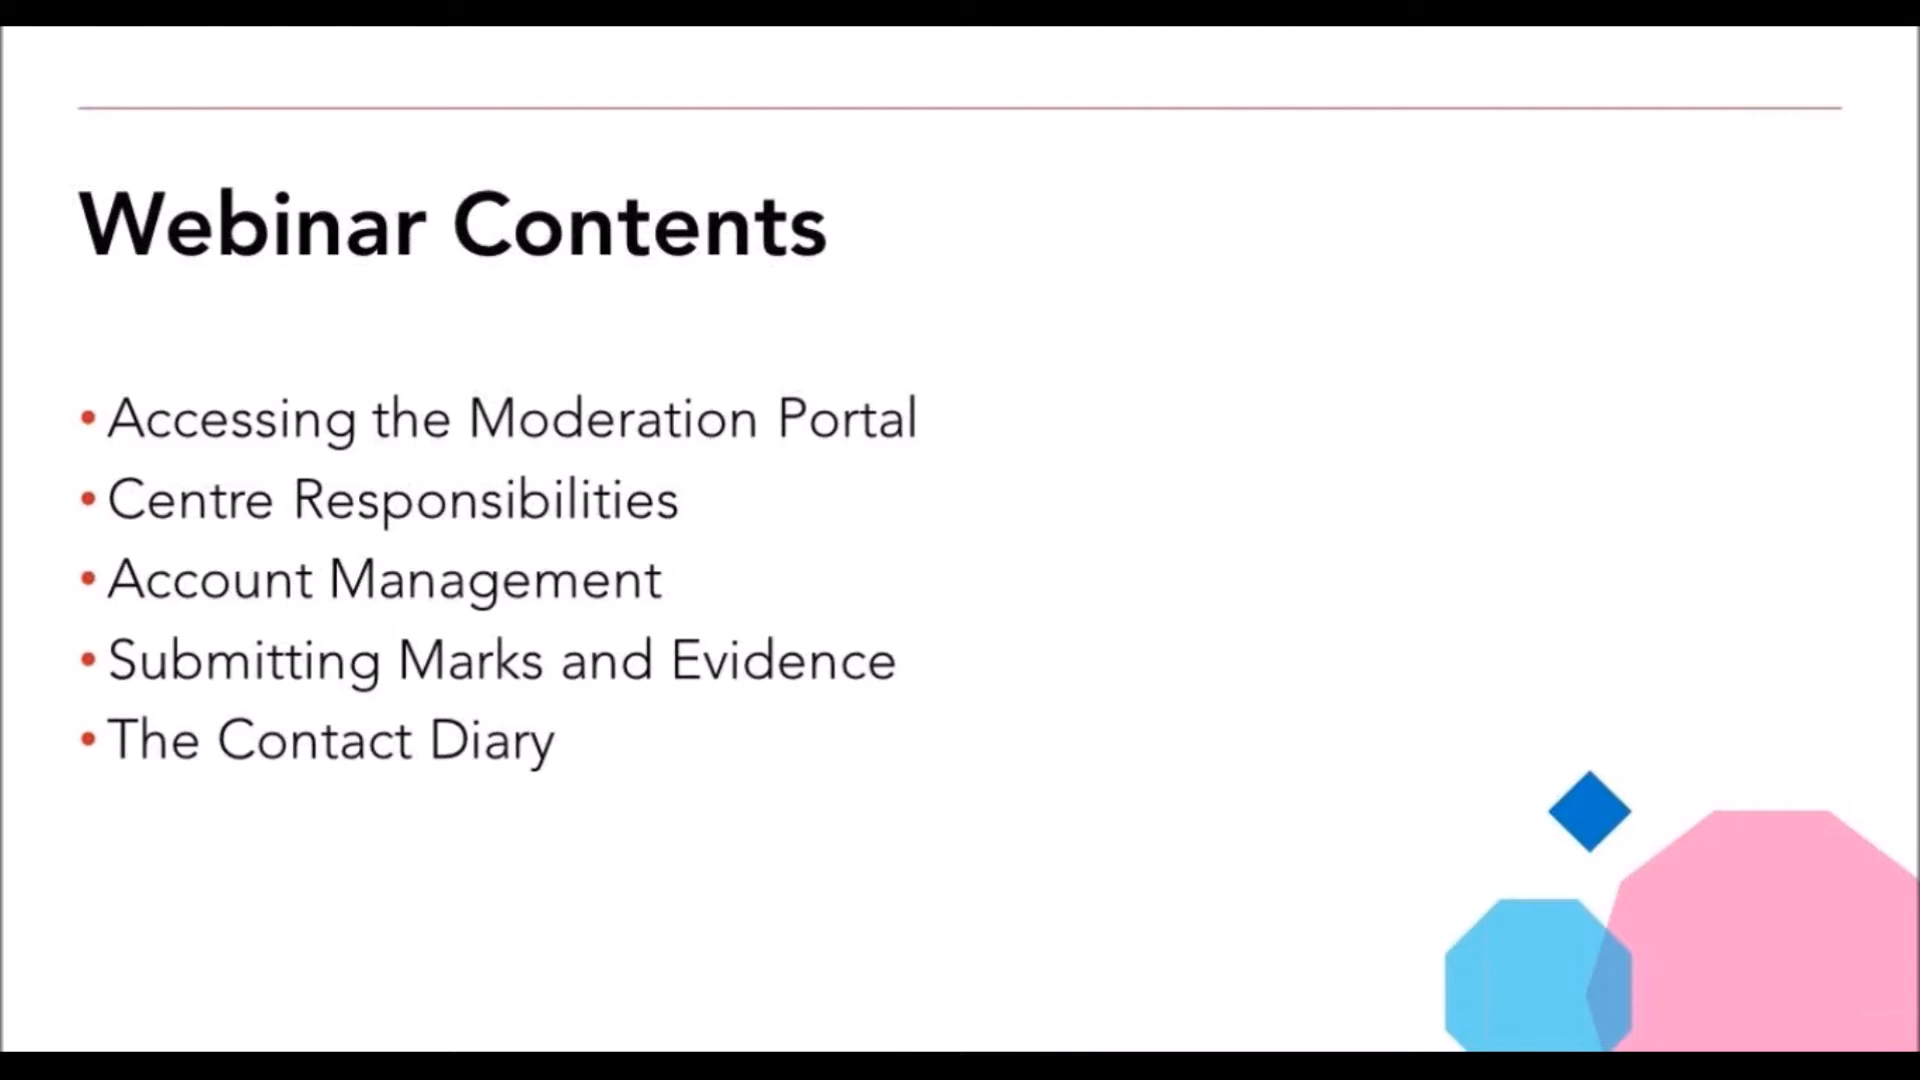 Webinar Contents
• Accessing the Moderation Portal
• Centre Responsibilities
• Account Management
• Submitting Marks and Evidence
• The Contact Diary